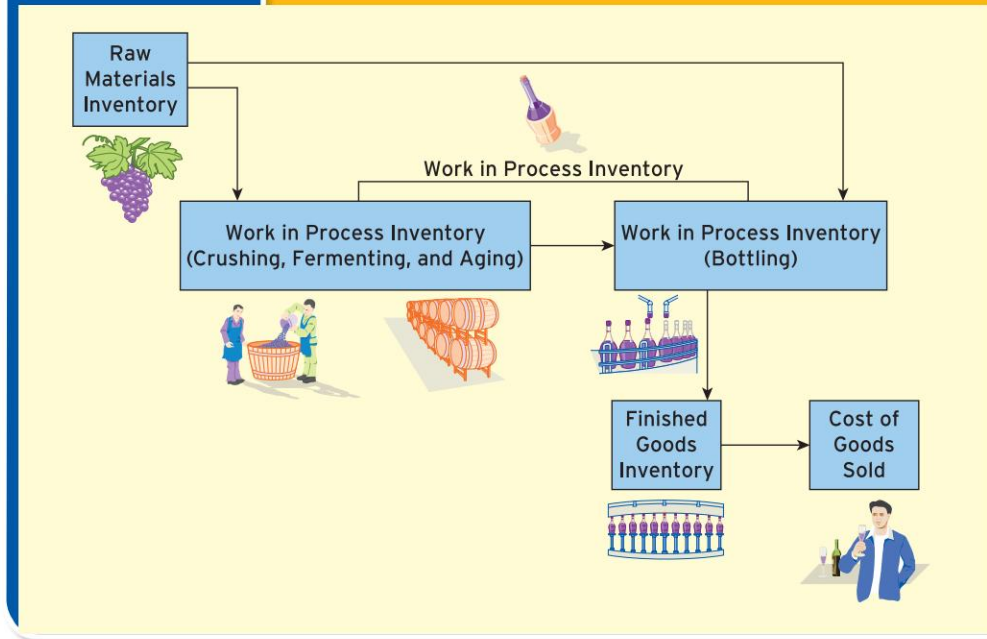 Raw
Materials
Inventory
Work in Process Inventory
Work in Process Inventory
(Crushing, Fermenting, and Aging)
Work in Process Inventory
(Bottling)
Finished
Goods
Inventory
Cost of
Goods
Sold